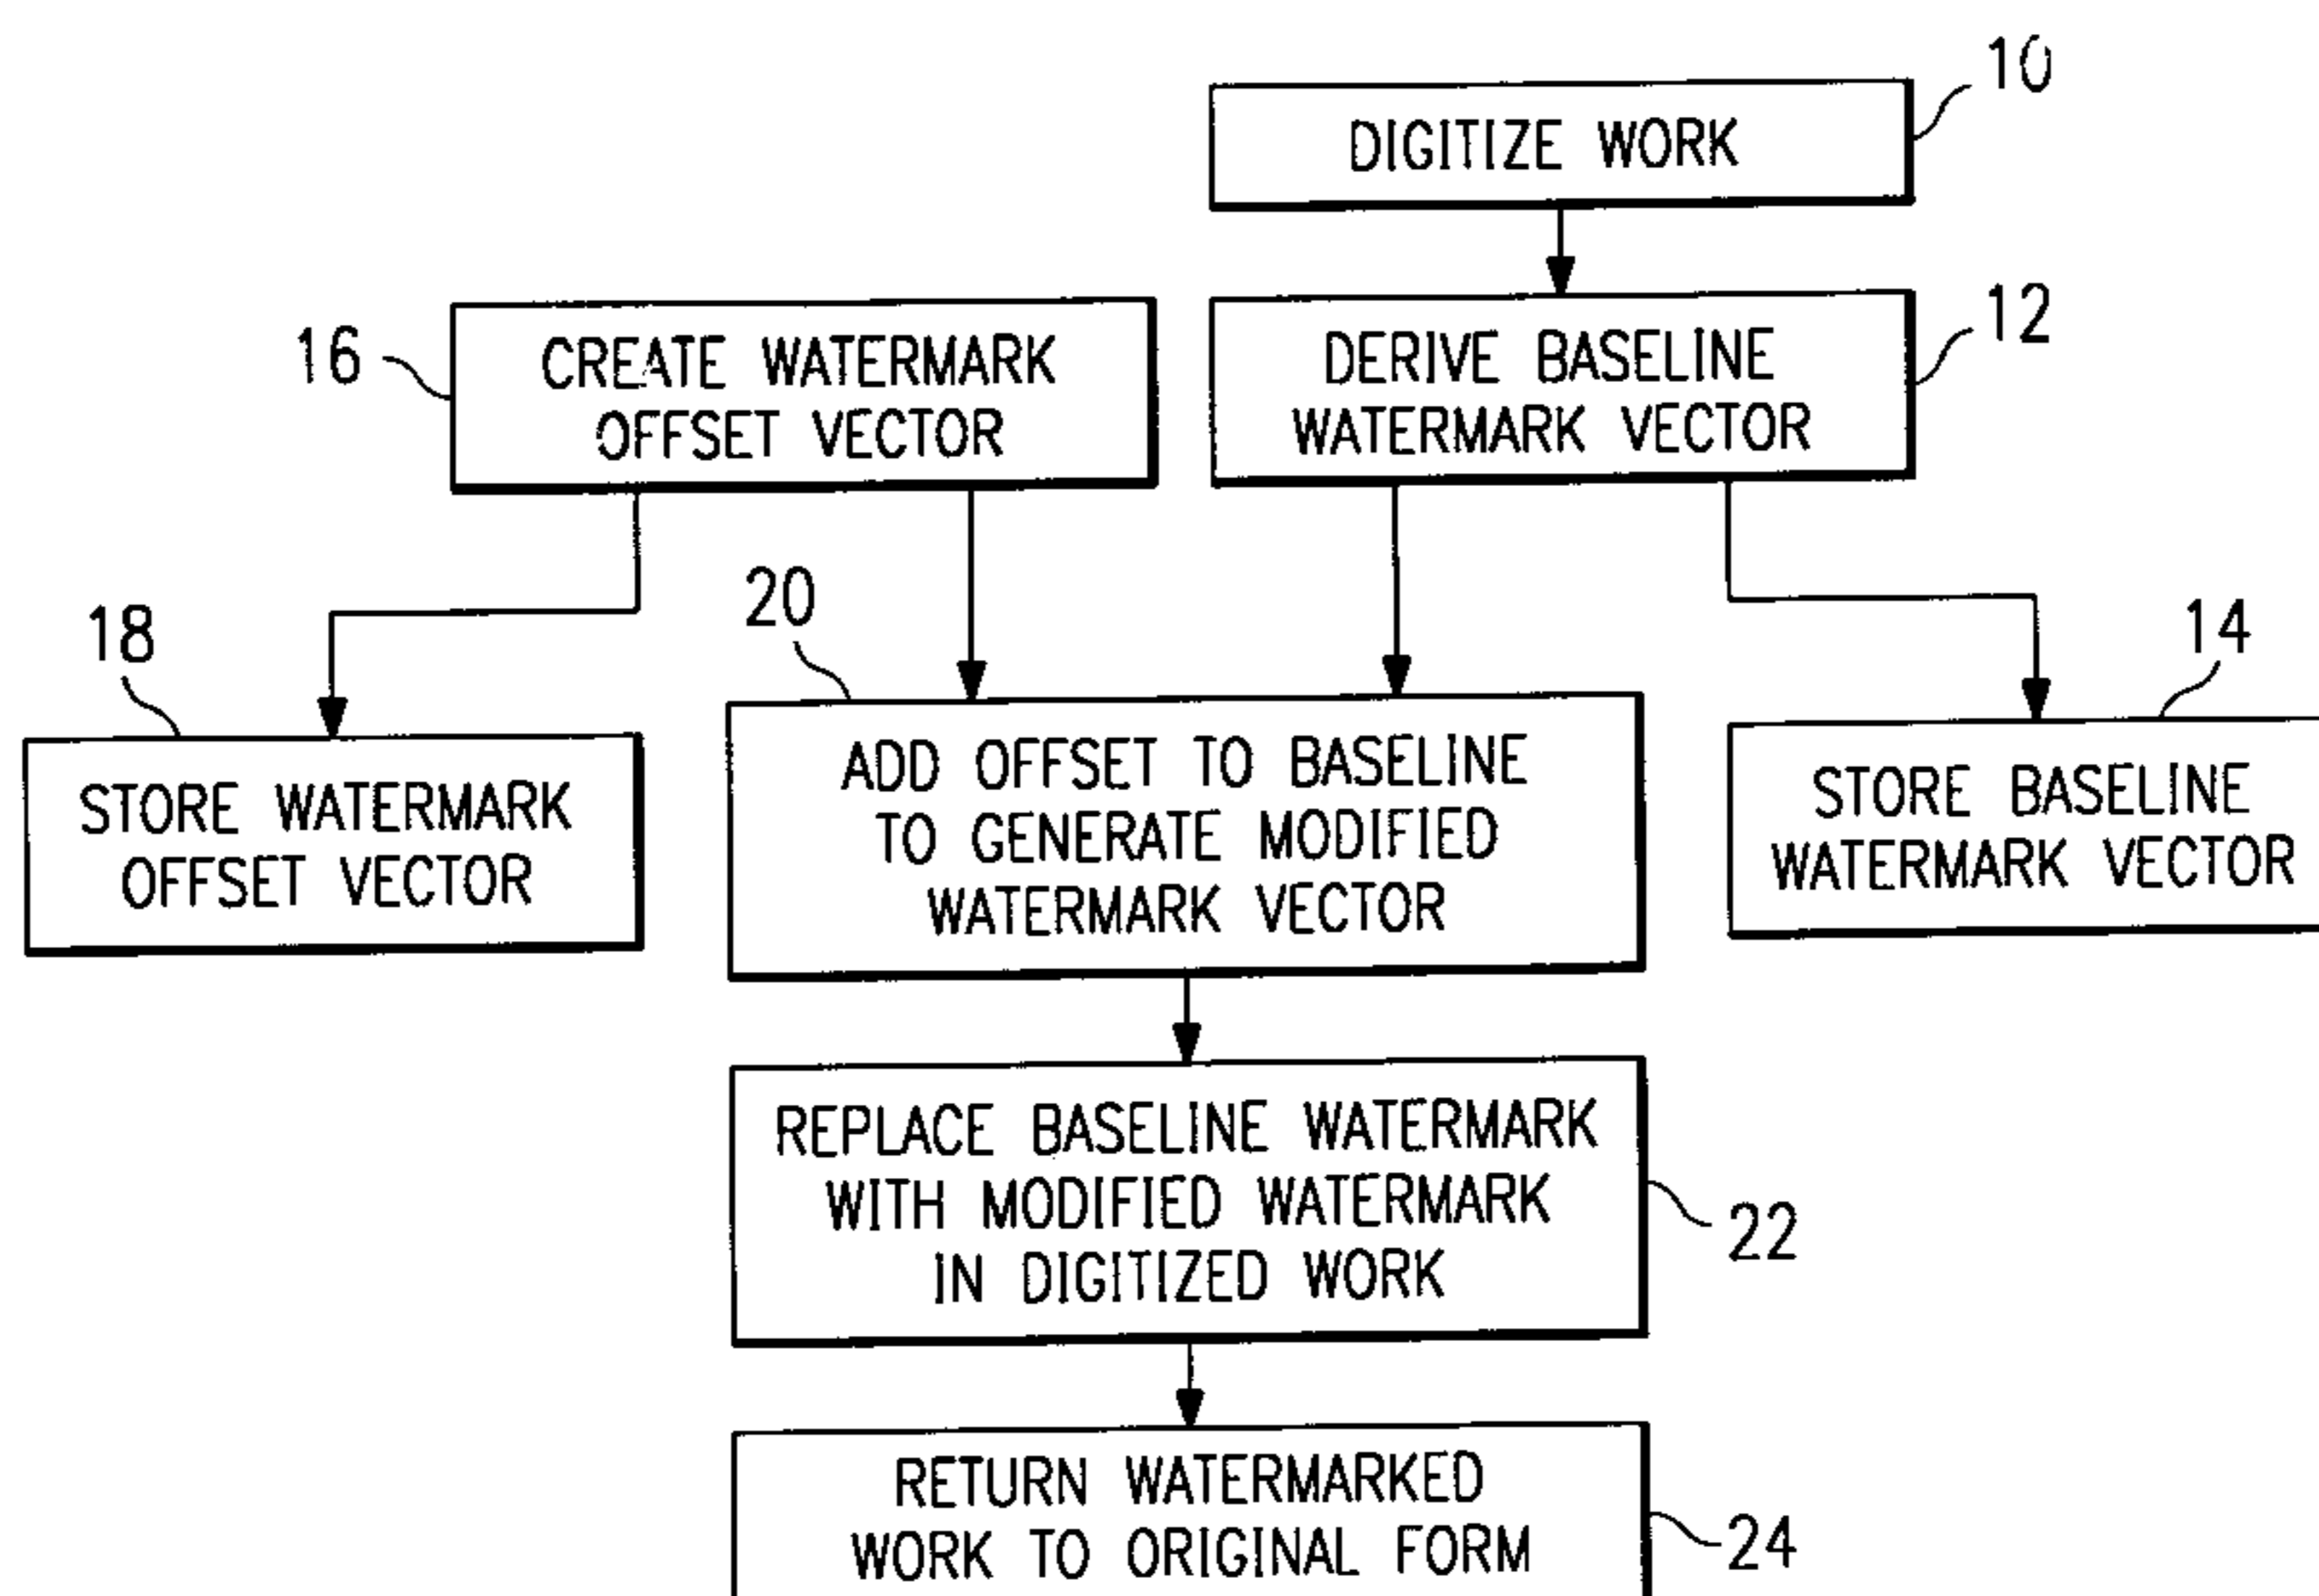 10
DIGITIZE WORK
16
CREATE WATERMARK
OFFSET VECTOR
12
DERIVE BASELINE
WATERMARK VECTOR
18
STORE WATERMARK
OFFSET VECTOR
20
ADD OFFSET TO BASELINE
TO GENERATE MODIFIED
WATERMARK VECTOR
14
STORE BASELINE
WATERMARK VECTOR
REPLACE BASELINE WATERMARK
WITH MODIFIED WATERMARK
IN DIGITIZED WORK
22
RETURN WATERMARKED
WORK TO ORIGINAL FORM
24